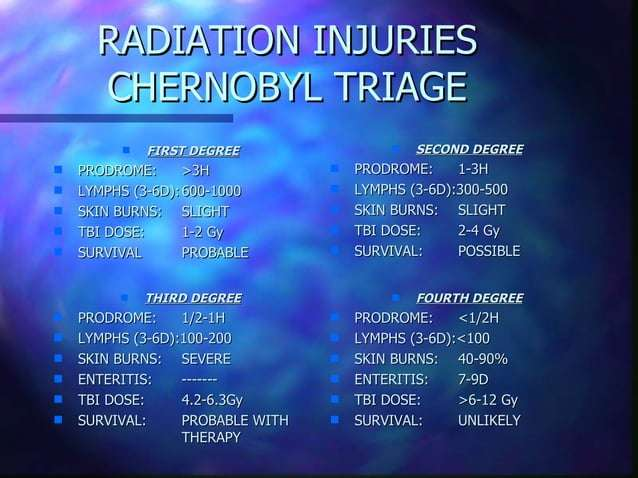 RADIATION INJURIES
CHERNOBYL TRIAGE
FIRST DEGREE
PRODROME: >3H
LYMPHS (3-6D): 600-1000
SKIN BURNS: SLIGHT
TBI DOSE: 1-2 Gy
SURVIVAL PROBABLE
SECOND DEGREE
PRODROME: 1-3H
LYMPHS (3-6D):300-500
SKIN BURNS: SLIGHT
TBI DOSE: 2-4 Gy
SURVIVAL: POSSIBLE
THIRD DEGREE
PRODROME: 1/2-1H
LYMPHS (3-6D):100-200
SKIN BURNS: SEVERE
ENTERITIS: -------
TBI DOSE: 4.2-6.3Gy
SURVIVAL: PROBABLE WITH
THERAPY
FOURTH DEGREE
PRODROME: <1/2H
LYMPHS (3-6D):<100
SKIN BURNS: 40-90%
ENTERITIS: 7-9D
TBI DOSE: >6-12 Gy
SURVIVAL: UNLIKELY